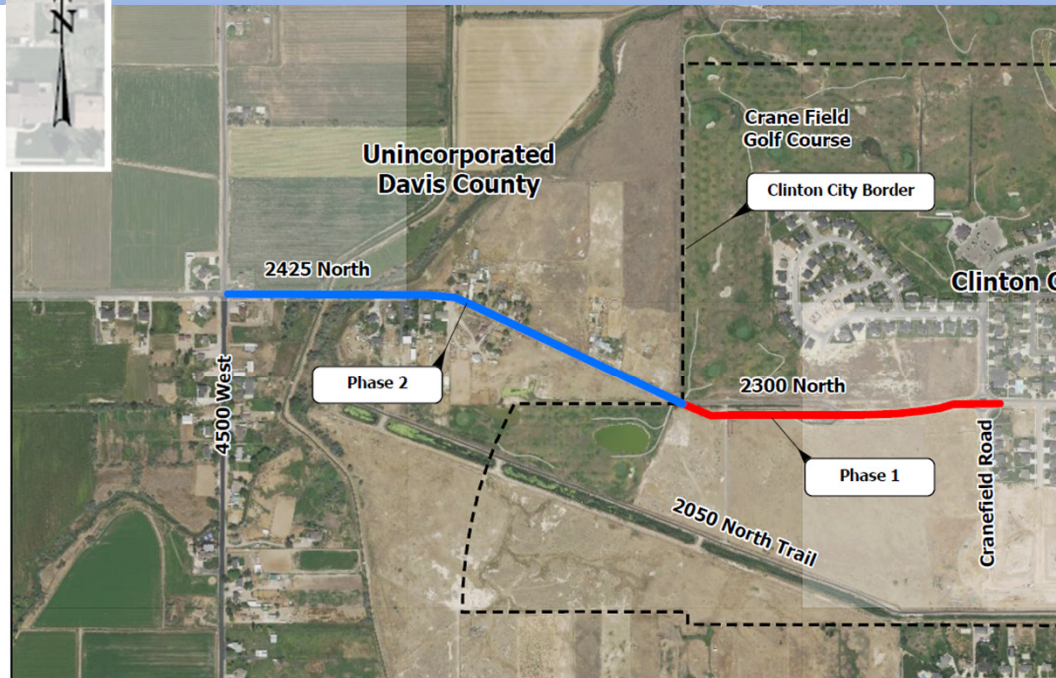 N
Unincorporated
Davis County
Crane Field
Golf Course
Clinton City Border
2425 North
Clinton C
Phase 2
2300 North
4500 West
Phase 1
Cranefield Road
2050 North Trail